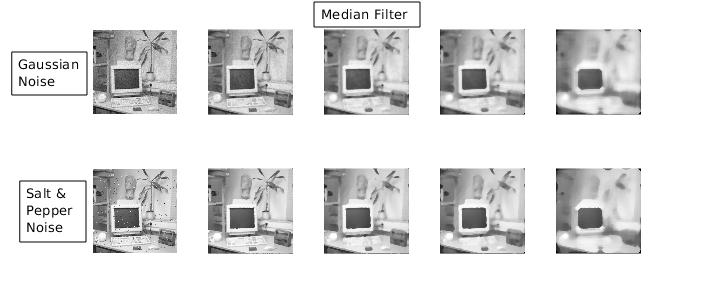 Median Filter
Gaussian
Noise
Salt &
Pepper
Noise